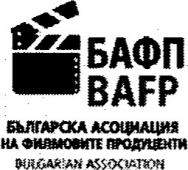 БАФП
BAFP
БЪЛГАРСКА АСОЦИАЦИЯ
НА ФИЛМОВИТЕ ПРОДУЦЕНТИ
BULGARIAN ASSOCIATION